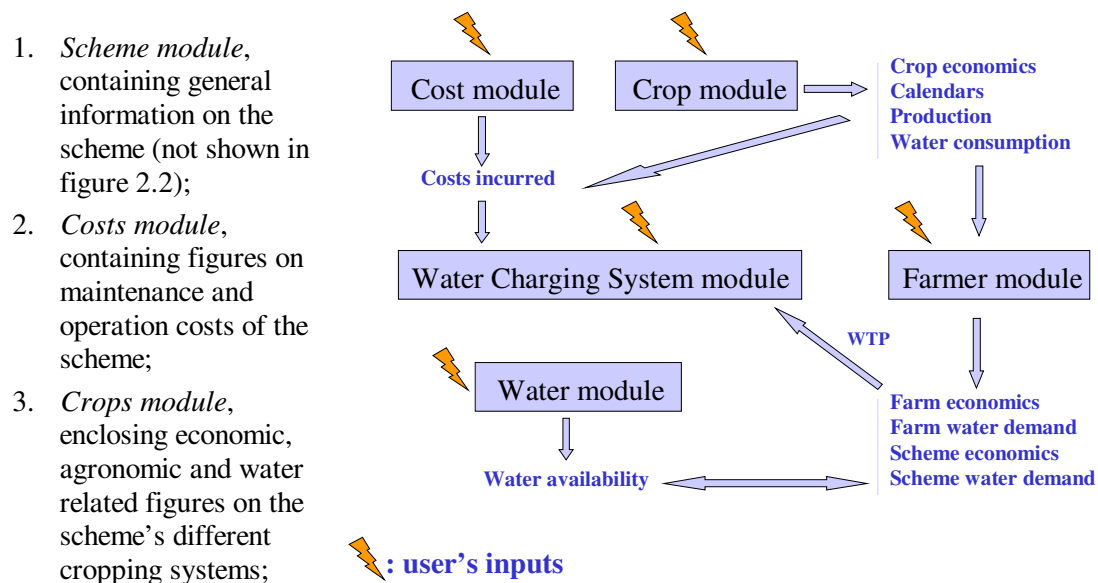 1. Scheme module,
containing general
information on the
scheme (not shown in
figure 2.2);
2. Costs module,
containing figures on
maintenance and
operation costs of the
scheme;
3. Crops module,
enclosing economic,
agronomic and water
related figures on the
scheme's different
cropping systems;
Cost module
Crop module
Crop economics
Calendars
Production
Water consumption
Costs incurred
Water Charging System module
Farmer module
WTP
Water module
Farm economics
Farm water demand
Scheme economics
Scheme water demand
Water availability
: user's inputs